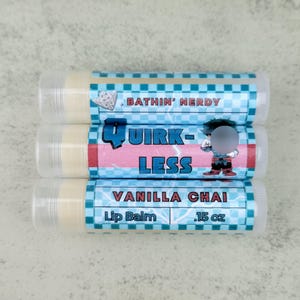 BATHIN' NERDY
QUIRK-
LESS
VANILLA CHAI
Lip Balm .15 oz